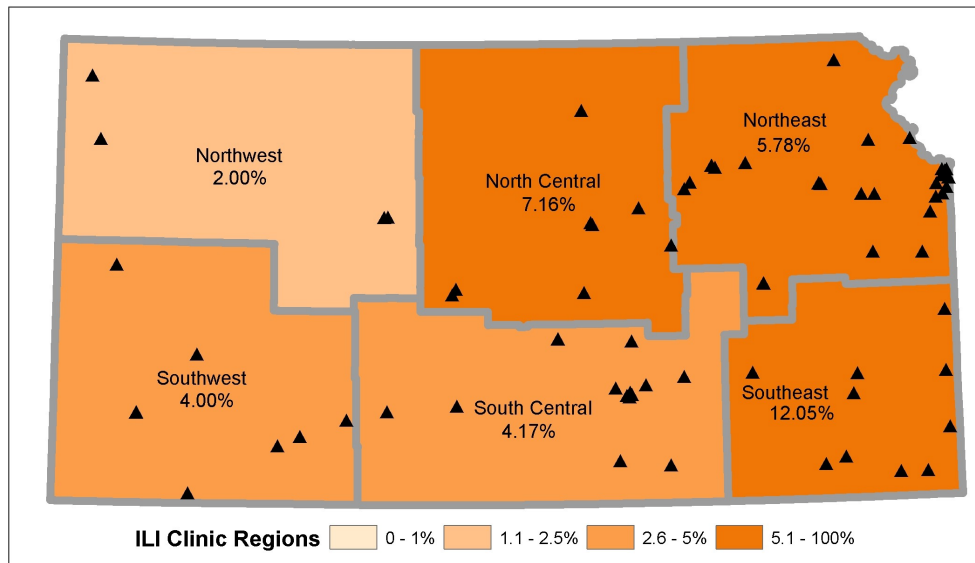 Northwest
2.00%
North Central
7.16%
Northeast
5.78%
Southwest
4.00%
South Central
4.17%
Southeast
12.05%
ILI Clinic Regions 0 - 1% 1.1 - 2.5% 2.6 - 5% 5.1 - 100%